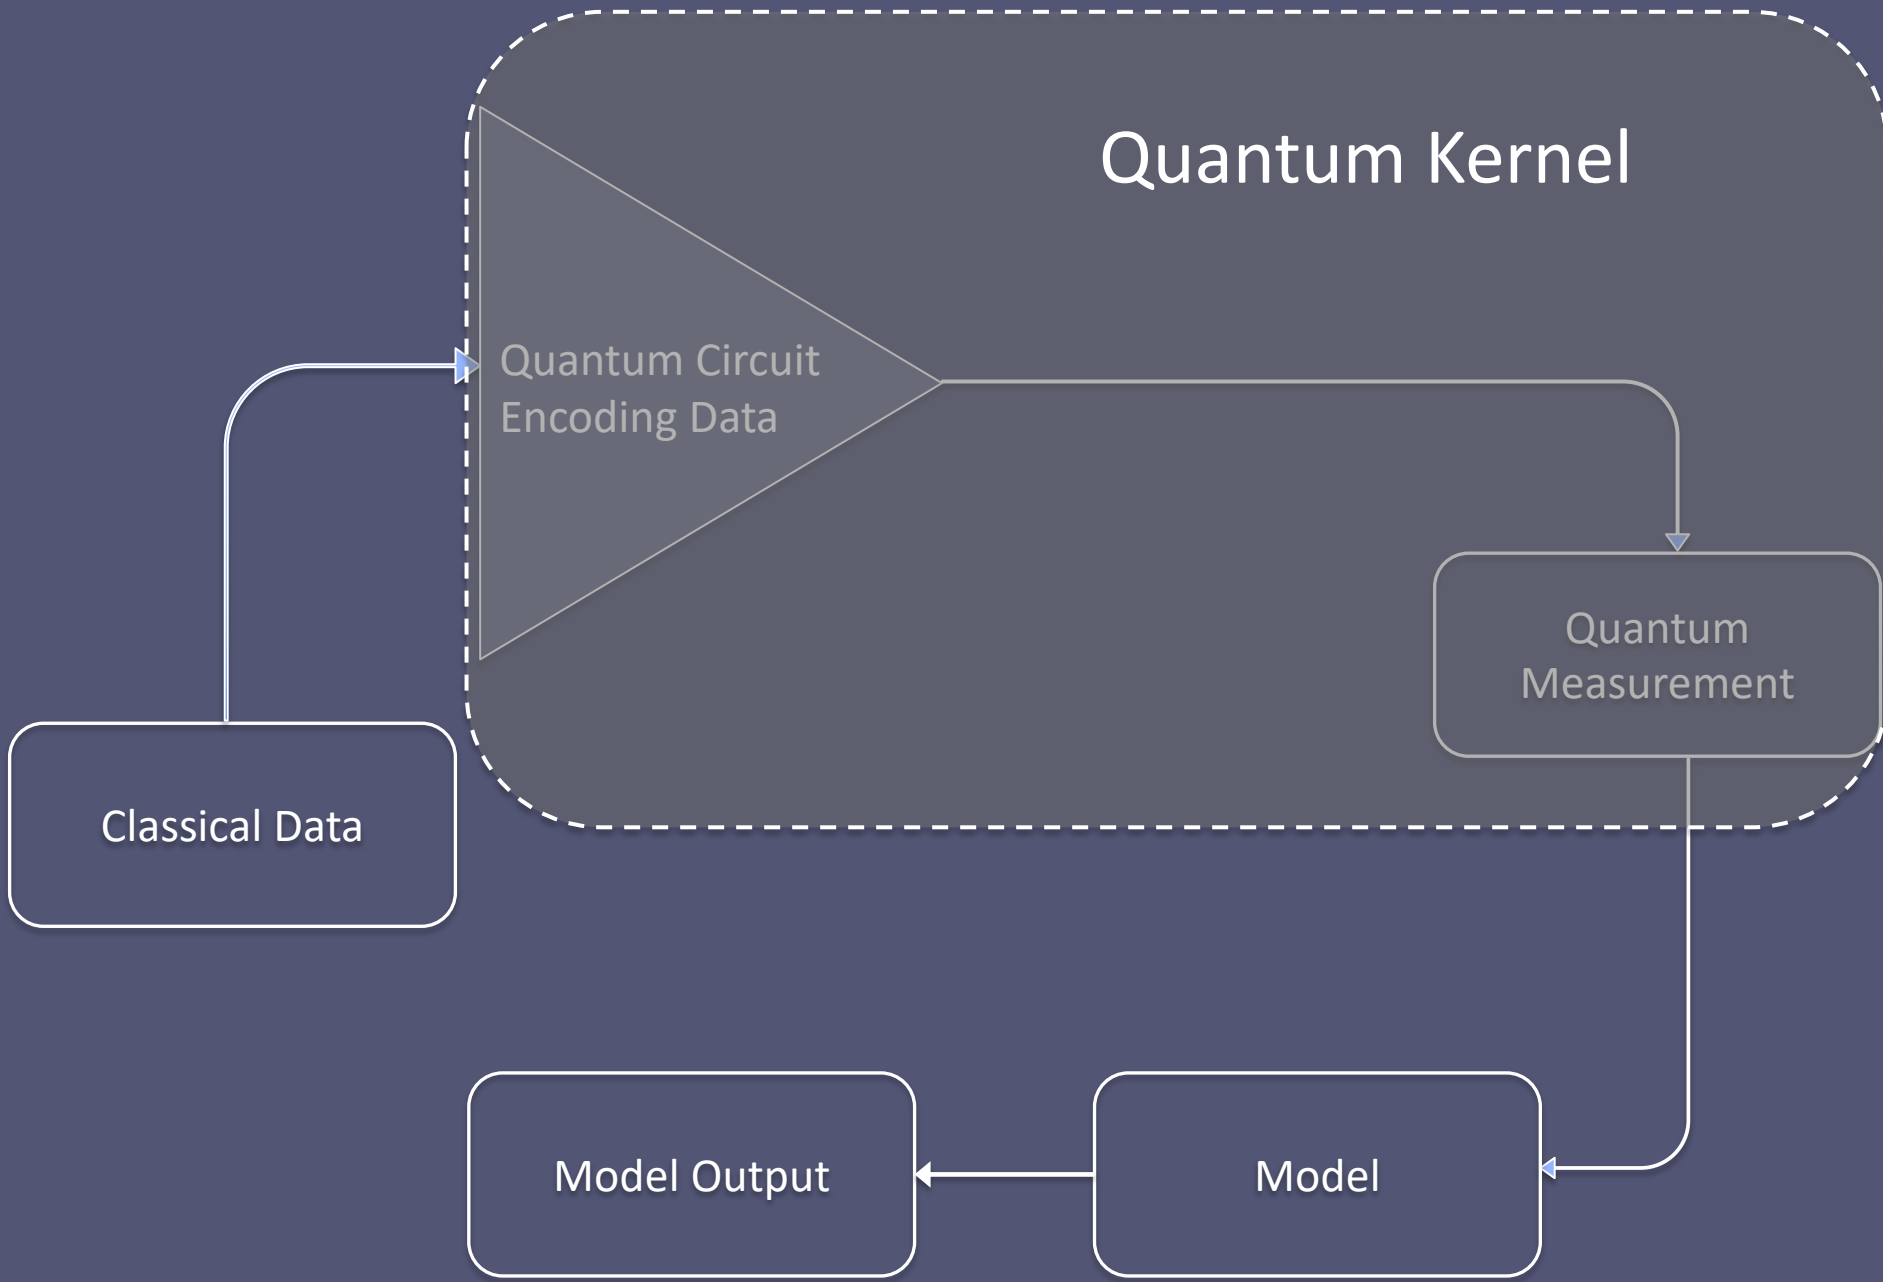 Quantum Kernel
Quantum Circuit
Encoding Data
Quantum
Measurement
Classical Data
Model Output
Model